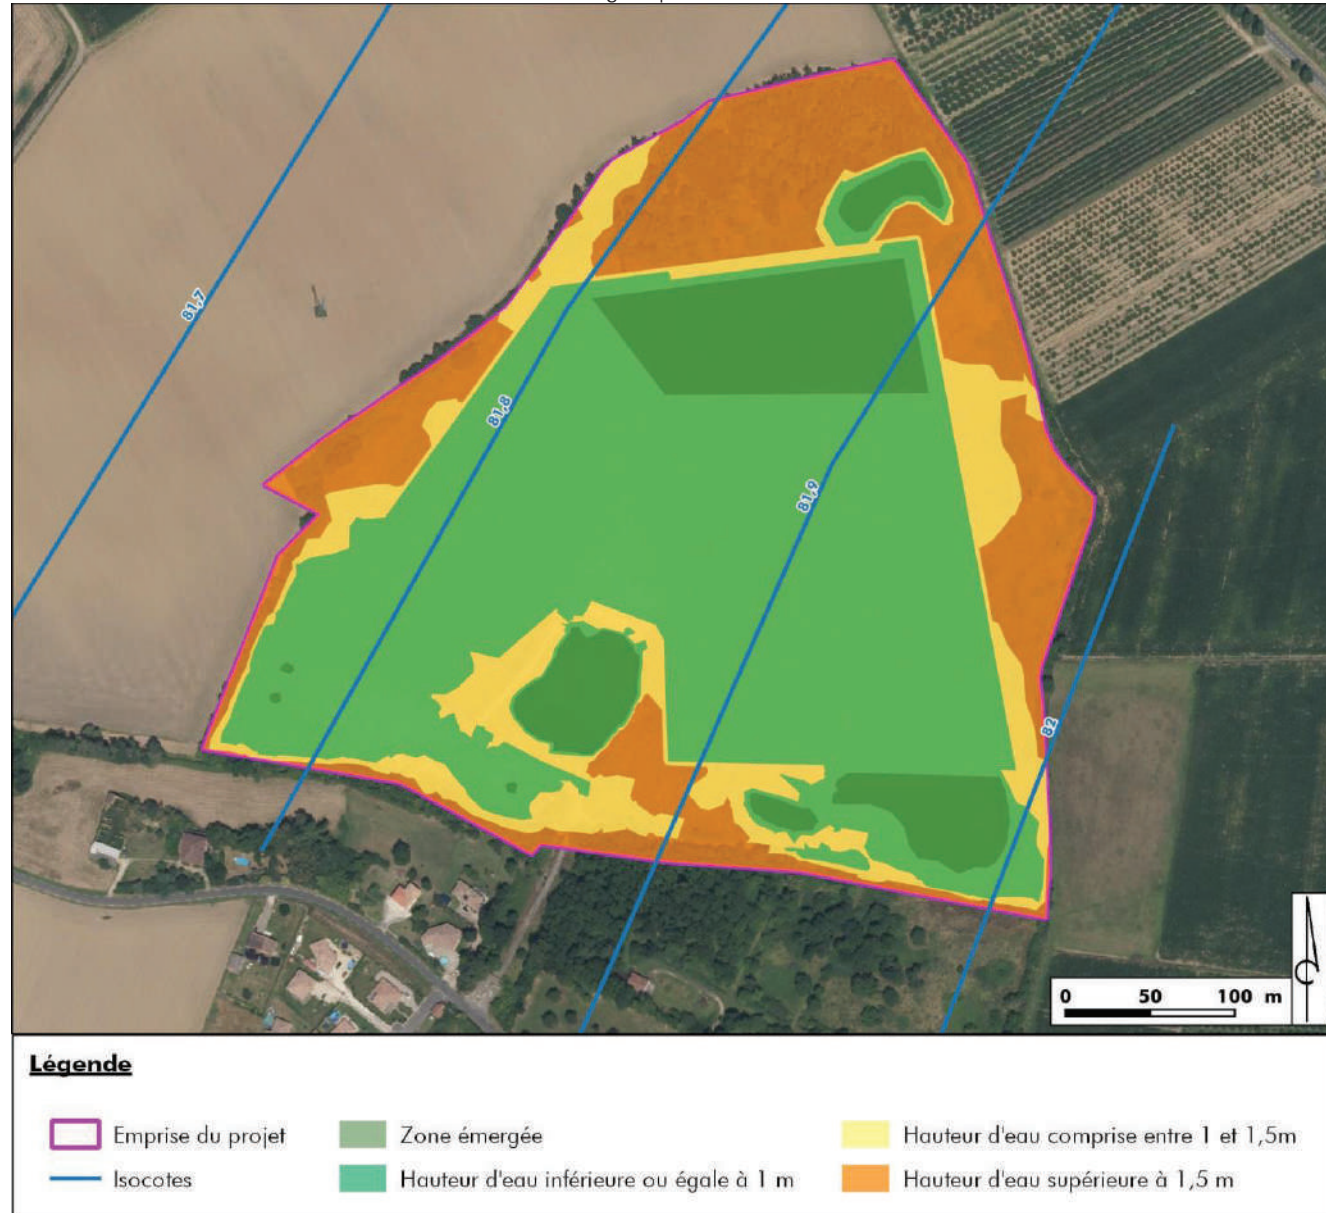 81,7
81,8
81,9
82
0 50 100 m
Légende
Emprise du projet
Zone émergée
Hauteur d'eau comprise entre 1 et 1,5m
Isocotes
Hauteur d'eau inférieure ou égale à 1 m
Hauteur d'eau supérieure à 1,5 m